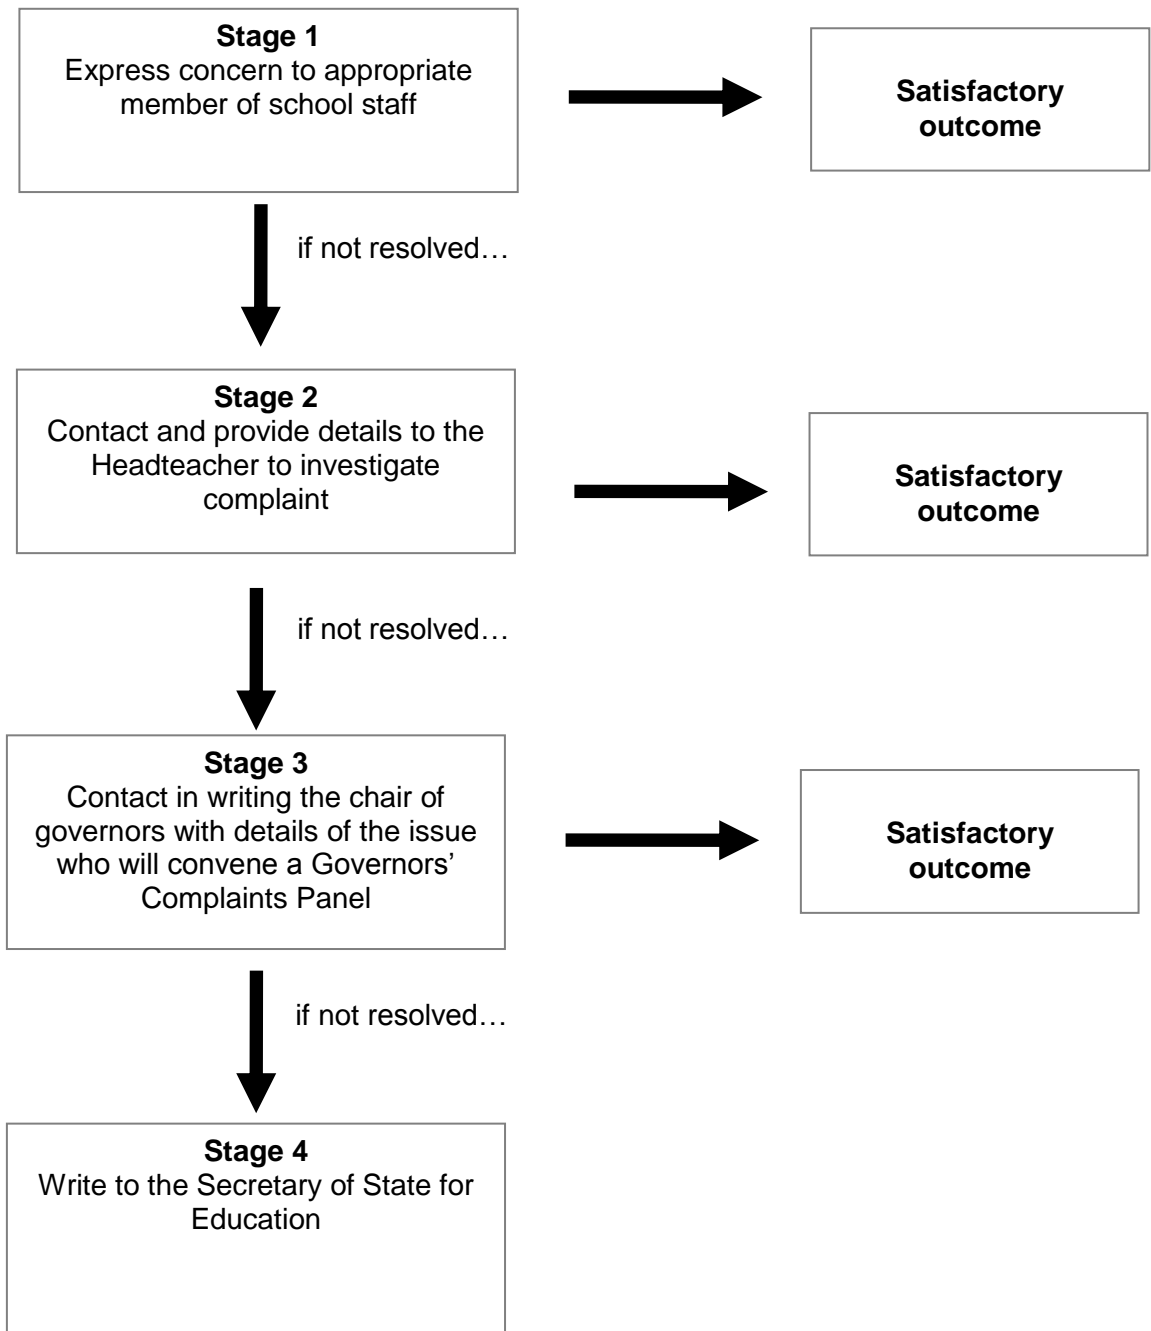 Stage 1
Express concern to appropriate
member of school staff
Satisfactory
outcome
if not resolved…
Stage 2
Contact and provide details to the
Headteacher to investigate
complaint
Satisfactory
outcome
if not resolved…
Stage 3
Contact in writing the chair of
governors with details of the issue
who will convene a Governors’
Complaints Panel
Satisfactory
outcome
if not resolved…
Stage 4
Write to the Secretary of State for
Education